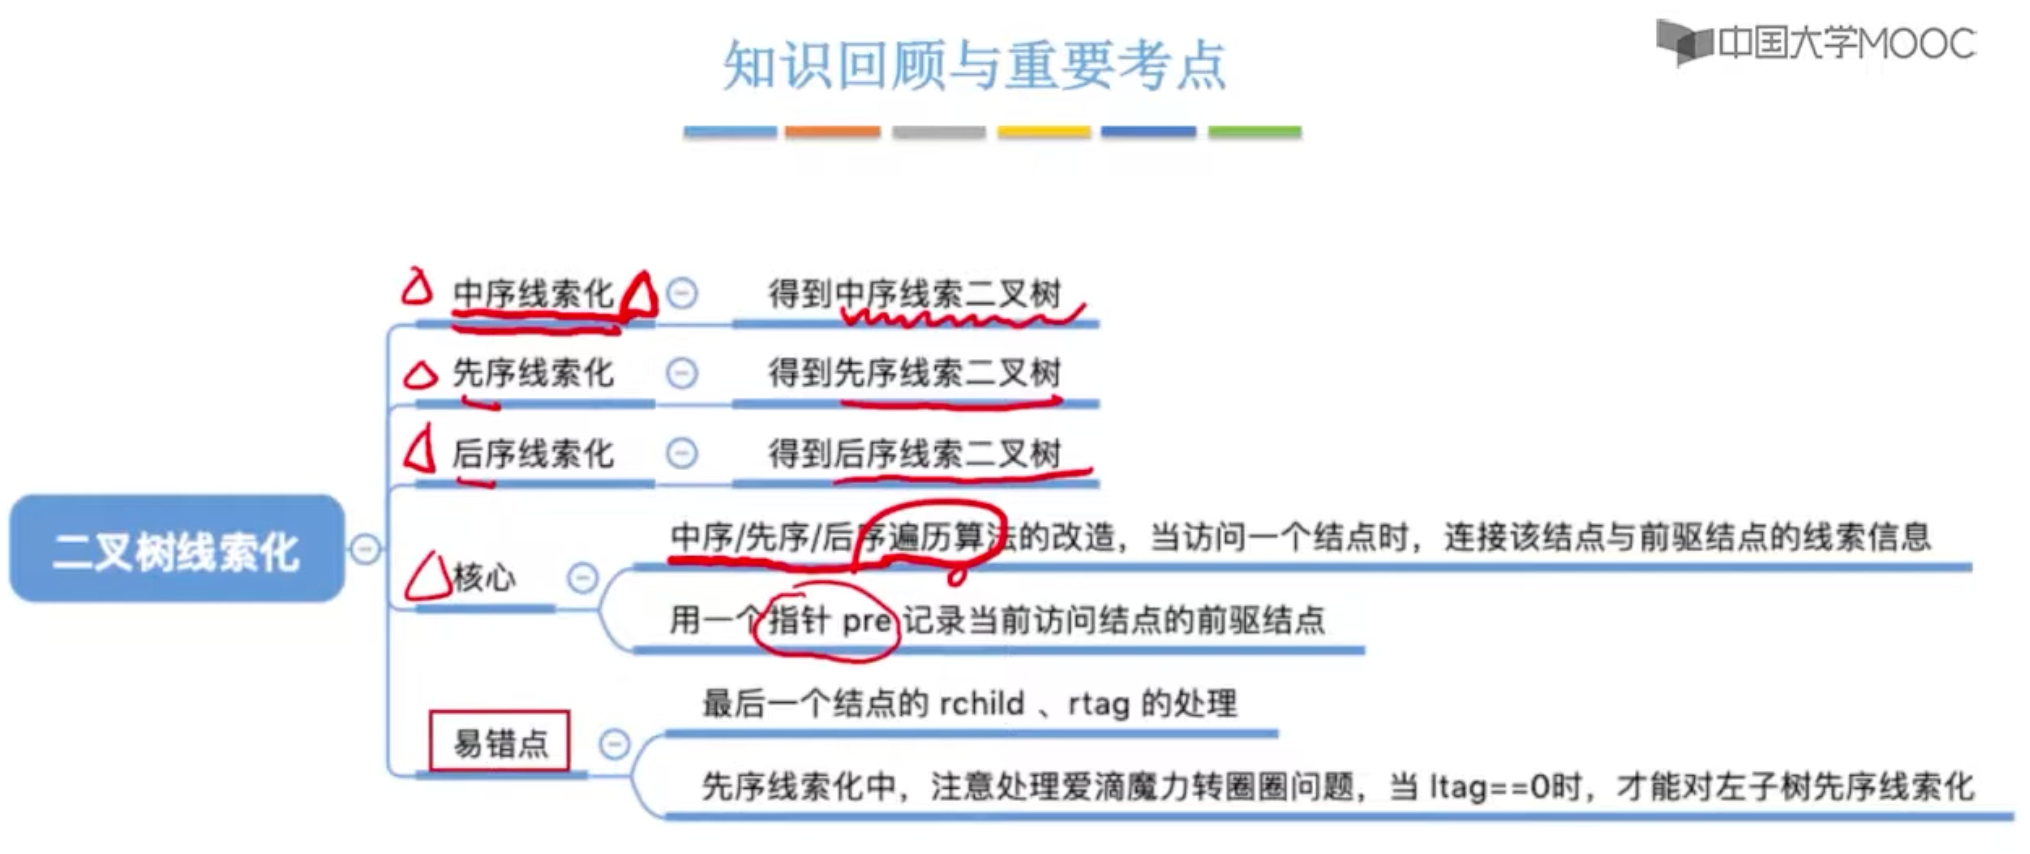 知识回顾与重要考点
中国大学MOOC
中序线索化
得到中序线索二叉树
先序线索化
得到先序线索二叉树
后序线索化
得到后序线索二叉树
二叉树线索化
核心
中序/先序/后序遍历算法的改造，当访问一个结点时，连接该结点与前驱结点的线索信息
用一个指针 pre 记录当前访问结点的前驱结点
易错点
最后一个结点的 rchild 、rtag 的处理
先序线索化中，注意处理爱滴魔力转圈圈问题，当 ltag==0时，才能对左子树先序线索化